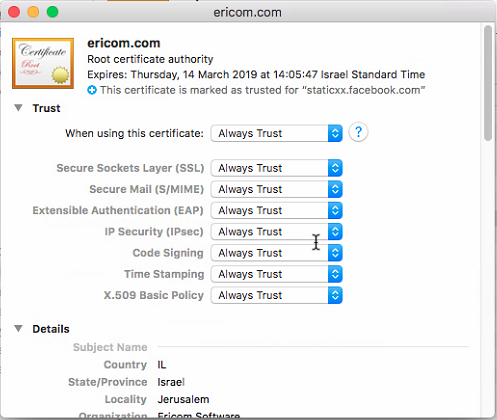 ericom.com
Certificate
Root
ericom.com
Root certificate authority
Expires: Thursday, 14 March 2019 at 14:05:47 Israel Standard Time
This certificate is marked as trusted for “staticxx.facebook.com”
Trust
When using this certificate: Always Trust ?
Secure Sockets Layer (SSL) Always Trust
Secure Mail (S/MIME) Always Trust
Extensible Authentication (EAP) Always Trust
IP Security (IPsec) Always Trust
Code Signing Always Trust
Time Stamping Always Trust
X.509 Basic Policy Always Trust
Details
Subject Name
Country IL
State/Province Israel
Locality Jerusalem
Organization Ericom Software